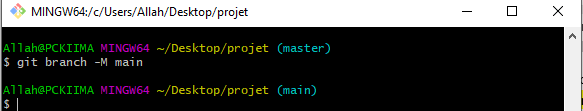 MINGW64:/c/Users/Allah/Desktop/projet
Allah@PCKIIMA MINGW64 ~/Desktop/projet (master)
$ git branch -M main
Allah@PCKIIMA MINGW64 ~/Desktop/projet (main)
$